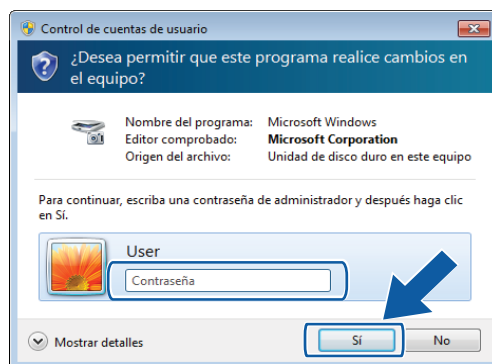 Control de cuentas de usuario
¿Desea permitir que este programa realice cambios en
el equipo?
Nombre del programa: Microsoft Windows
Editor comprobado: Microsoft Corporation
Origen del archivo: Unidad de disco duro en este equipo
Para continuar, escriba una contraseña de administrador y después haga clic
en Sí.
User
Contraseña
Mostrar detalles Sí No